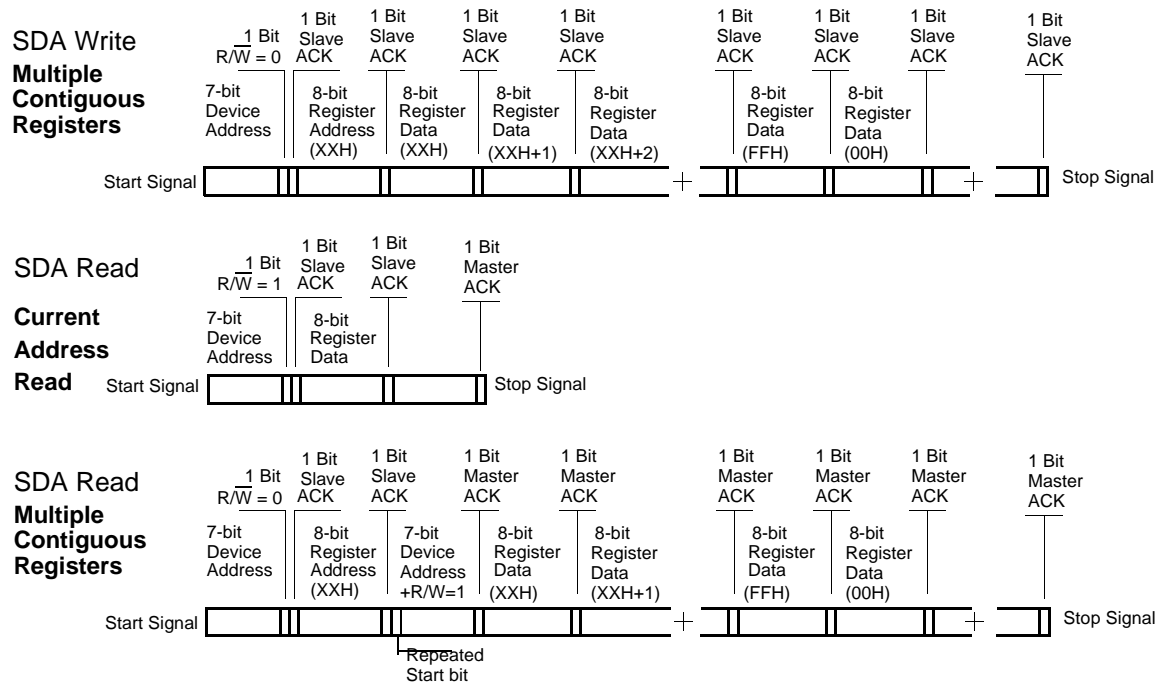 SDA Write
Multiple
Contiguous
Registers
1 Bit
R/W = 0
1 Bit
Slave
ACK
1 Bit
Slave
ACK
1 Bit
Slave
ACK
1 Bit
Slave
ACK
1 Bit
Slave
ACK
1 Bit
Slave
ACK
1 Bit
Slave
ACK
1 Bit
Slave
ACK
7-bit
Device
Address
8-bit
Register
Address
(XXH)
8-bit
Register
Data
(XXH)
8-bit
Register
Data
(XXH+1)
8-bit
Register
Data
(XXH+2)
8-bit
Register
Data
(FFH)
8-bit
Register
Data
(00H)
Start Signal
Stop Signal
SDA Read
Current
Address
Read
1 Bit
R/W = 1
1 Bit
Slave
ACK
1 Bit
Slave
ACK
1 Bit
Master
ACK
7-bit
Device
Address
8-bit
Register
Data
Start Signal
Stop Signal
SDA Read
Multiple
Contiguous
Registers
1 Bit
R/W = 0
1 Bit
Slave
ACK
1 Bit
Slave
ACK
1 Bit
Master
ACK
1 Bit
Master
ACK
1 Bit
Master
ACK
1 Bit
Master
ACK
1 Bit
Master
ACK
1 Bit
Master
ACK
7-bit
Device
Address
8-bit
Register
Address
(XXH)
7-bit
Device
Address
+R/W=1
8-bit
Register
Data
(XXH)
8-bit
Register
Data
(XXH+1)
8-bit
Register
Data
(FFH)
8-bit
Register
Data
(00H)
Start Signal
Stop Signal
Repeated
Start bit